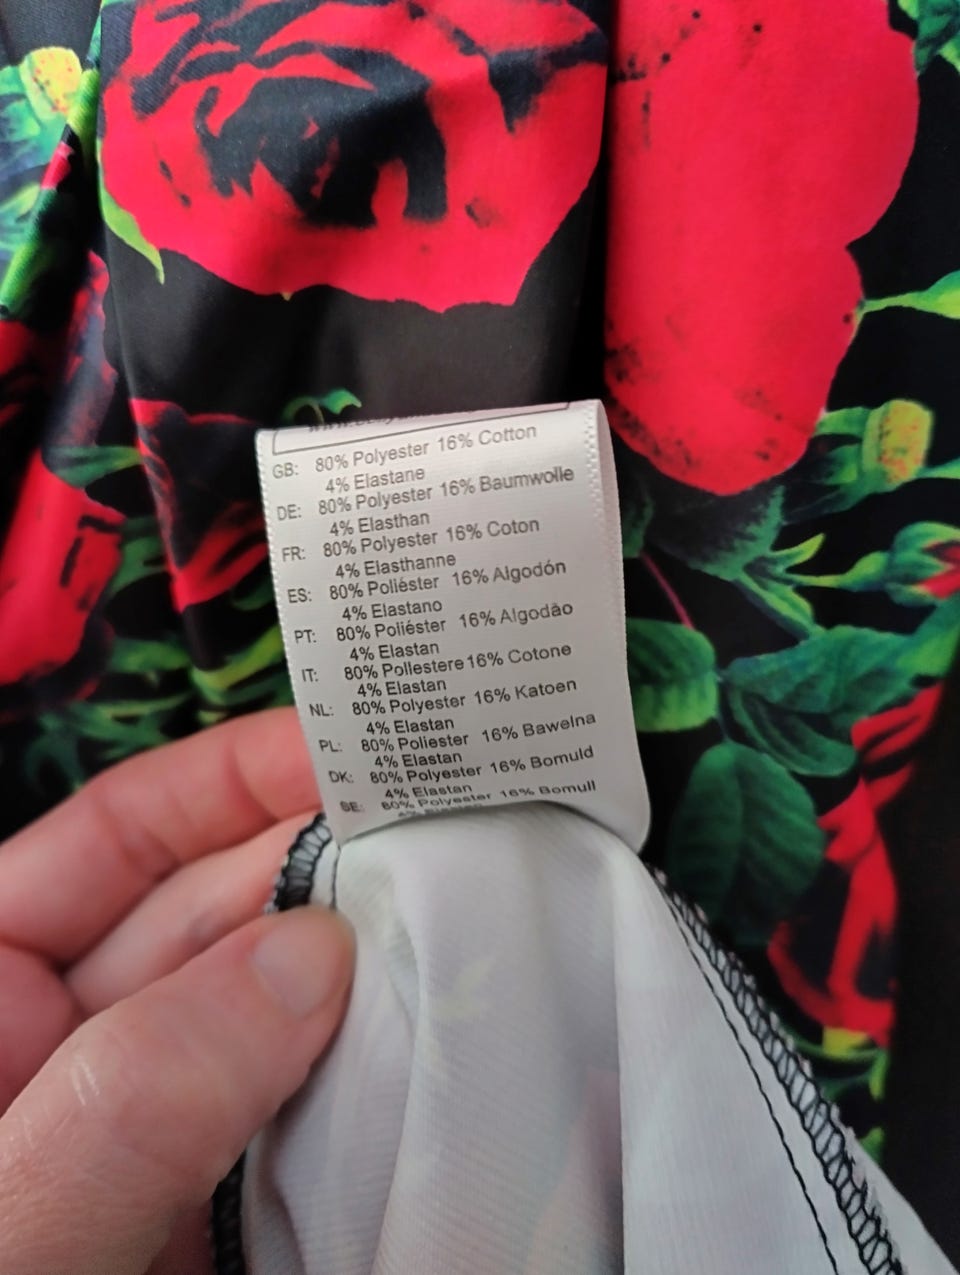 GB: 80% Polyester 16% Cotton
4% Elastane
DE: 80% Polyester 16% Baumwolle
4% Elasthan
FR: 80% Polyester 16% Coton
4% Elasthanne
ES: 80% Poliéster 16% Algodón
4% Elastano
PT: 80% Poliéster 16% Algodão
4% Elastan
IT: 80% Poliestere 16% Cotone
4% Elastan
NL: 80% Polyester 16% Katoen
4% Elastan
PL: 80% Poliester 16% Bawelna
4% Elastan
DK: 80% Polyester 16% Bomuld
4% Elastan
SE: 80% Polyester 16% Bomull
4% Elastan